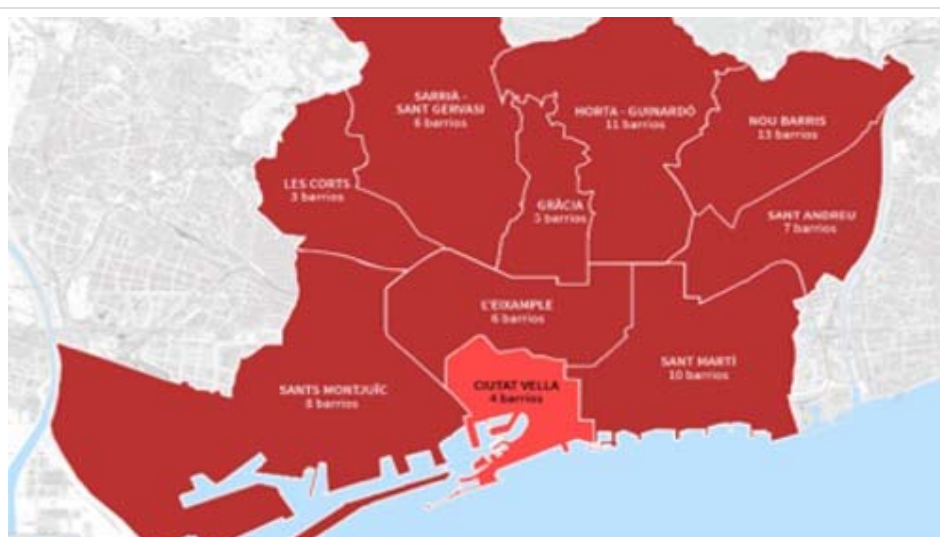 SARRIÀ -
SANT GERVASI
6 barrios
HORTA - GUINARDÓ
11 barrios
NOU BARRIS
13 barrios
LES CORTS
3 barrios
GRÀCIA
5 barrios
SANT ANDREU
7 barrios
L'EIXAMPLE
6 barrios
SANT MARTÍ
10 barrios
SANTS MONTJUÏC
8 barrios
CIUTAT VELLA
4 barrios